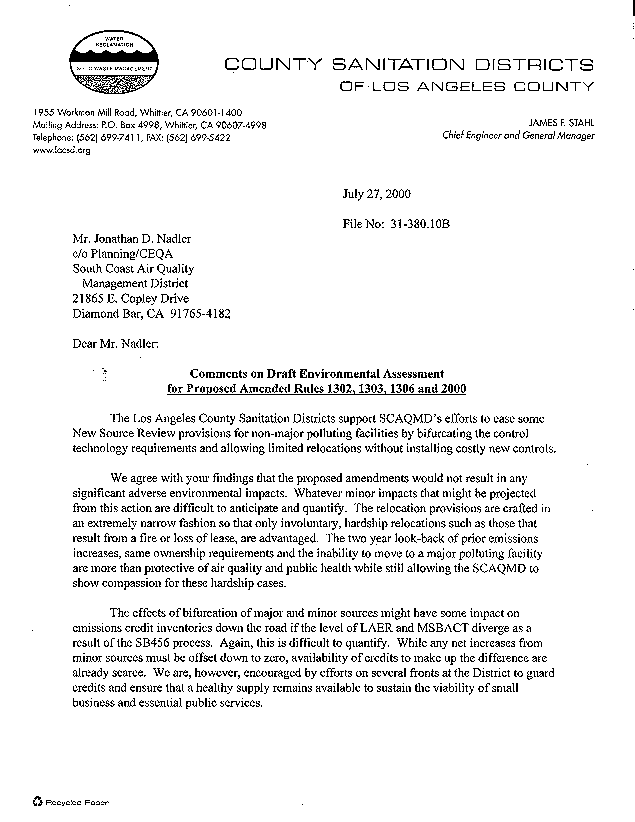 WATER
RECLAMATION
SOLID WASTE MANAGEMENT
COUNTY SANITATION DISTRICTS
OF LOS ANGELES COUNTY
1955 Workman Mill Road, Whittier, CA 90601-1400
Mailing Address: P.O. Box 4998, Whittier, CA 90607-4998
Telephone: (562) 699-7411, FAX: (562) 699-5422
www.lacsd.org
JAMES F. STAHL
Chief Engineer and General Manager
July 27, 2000
File No: 31-380.10B
Mr. Jonathan D. Nadler
c/o Planning/CEQA
South Coast Air Quality
Management District
21865 E. Copley Drive
Diamond Bar, CA 91765-4182
Dear Mr. Nadler:
Comments on Draft Environmental Assessment
for Proposed Amended Rules 1302, 1303, 1306 and 2000
The Los Angeles County Sanitation Districts support SCAQMD's efforts to ease some
New Source Review provisions for non-major polluting facilities by bifurcating the control
technology requirements and allowing limited relocations without installing costly new controls.
We agree with your findings that the proposed amendments would not result in any
significant adverse environmental impacts. Whatever minor impacts that might be projected
from this action are difficult to anticipate and quantify. The relocation provisions are crafted in
an extremely narrow fashion so that only involuntary, hardship relocations such as those that
result from a fire or loss of lease, are advantaged. The two year look-back of prior emissions
increases, same ownership requirements and the inability to move to a major polluting facility
are more than protective of air quality and public health while still allowing the SCAQMD to
show compassion for these hardship cases.
The effects of bifurcation of major and minor sources might have some impact on
emissions credit inventories down the road if the level of LAER and MSBACT diverge as a
result of the SB456 process. Again, this is difficult to quantify. While any net increases from
minor sources must be offset down to zero, availability of credits to make up the difference are
already scarce. We are, however, encouraged by efforts on several fronts at the District to guard
credits and ensure that a healthy supply remains available to sustain the viability of small
business and essential public services.
Recycled Paper